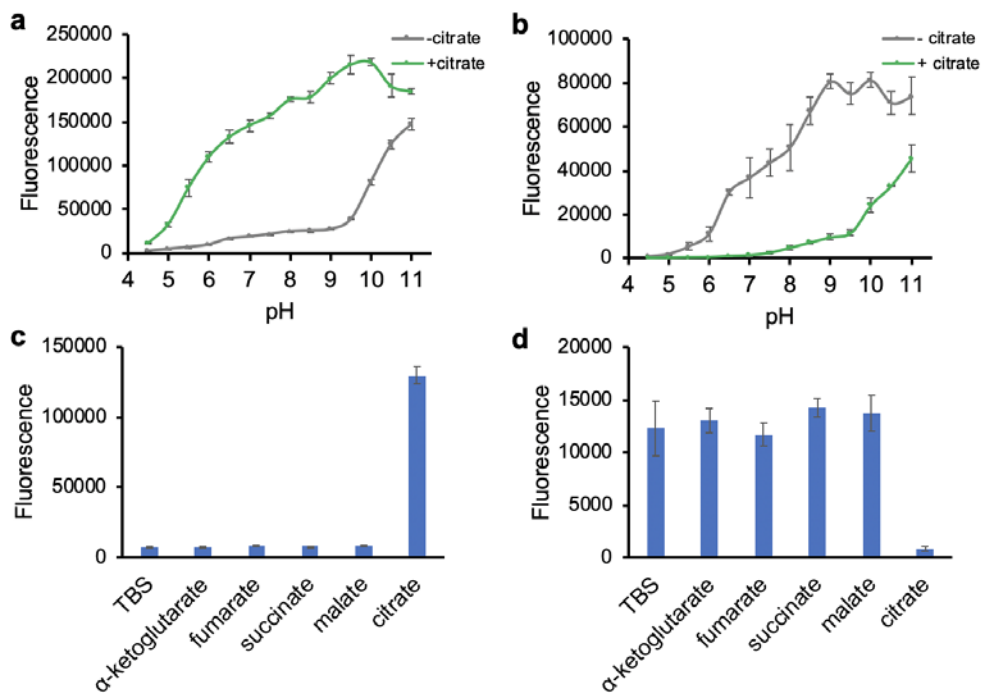 a
250000
200000
150000
100000
50000
0
Fluorescence
4 5 6 7 8 9 10 11
pH
-citrate
+citrate
b
100000
80000
60000
40000
20000
0
Fluorescence
4 5 6 7 8 9 10 11
pH
- citrate
+ citrate
c
150000
100000
50000
0
Fluorescence
TBS
α-ketoglutarate
fumarate
succinate
malate
citrate
d
20000
15000
10000
5000
0
Fluorescence
TBS
α-ketoglutarate
fumarate
succinate
malate
citrate